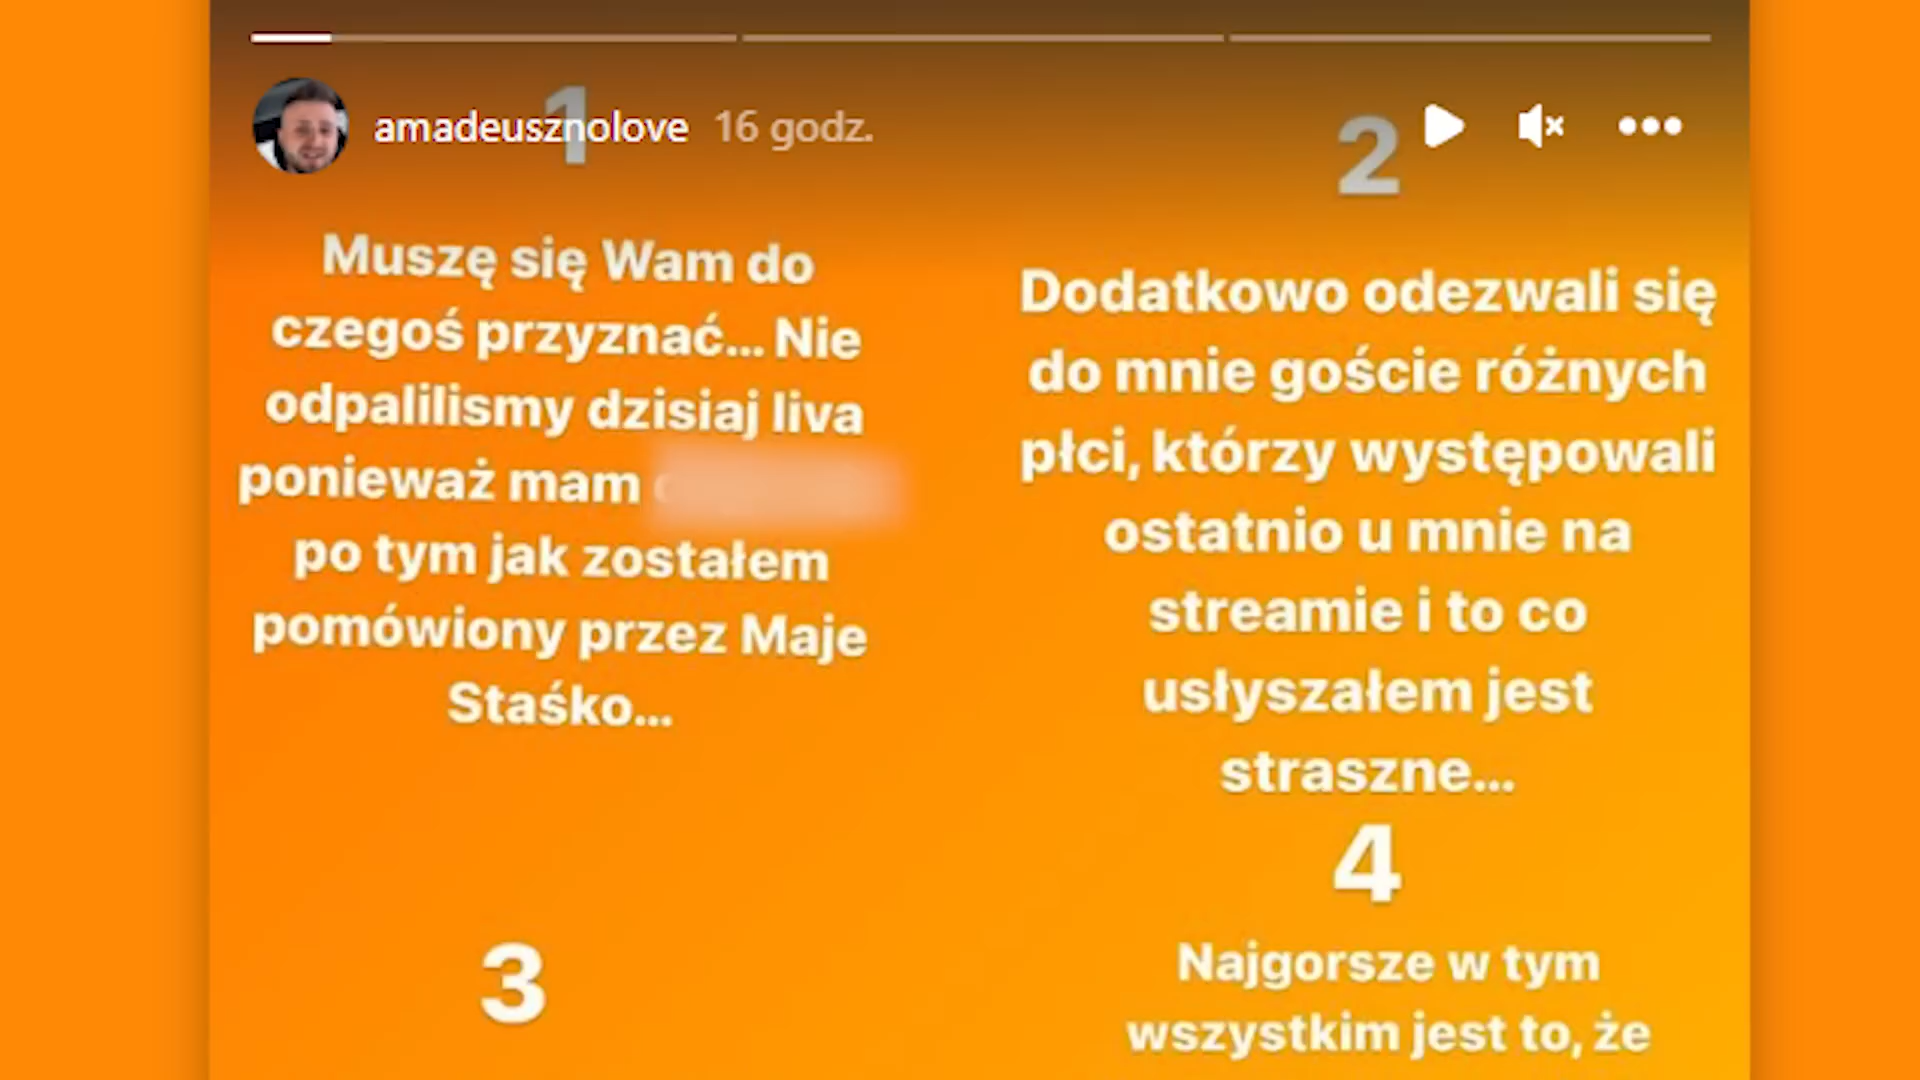 amadeusznolove 16 godz.
1
Muszę się Wam do
czegoś przyznać... Nie
odpalilismy dzisiaj liva
ponieważ mam
po tym jak zostałem
pomówiony przez Maje
Staśko...
2
Dodatkowo odezwali się
do mnie goście różnych
płci, którzy występowali
ostatnio u mnie na
streamie i to co
usłyszałem jest
straszne...
3
4
Najgorsze w tym
wszystkim jest to, że